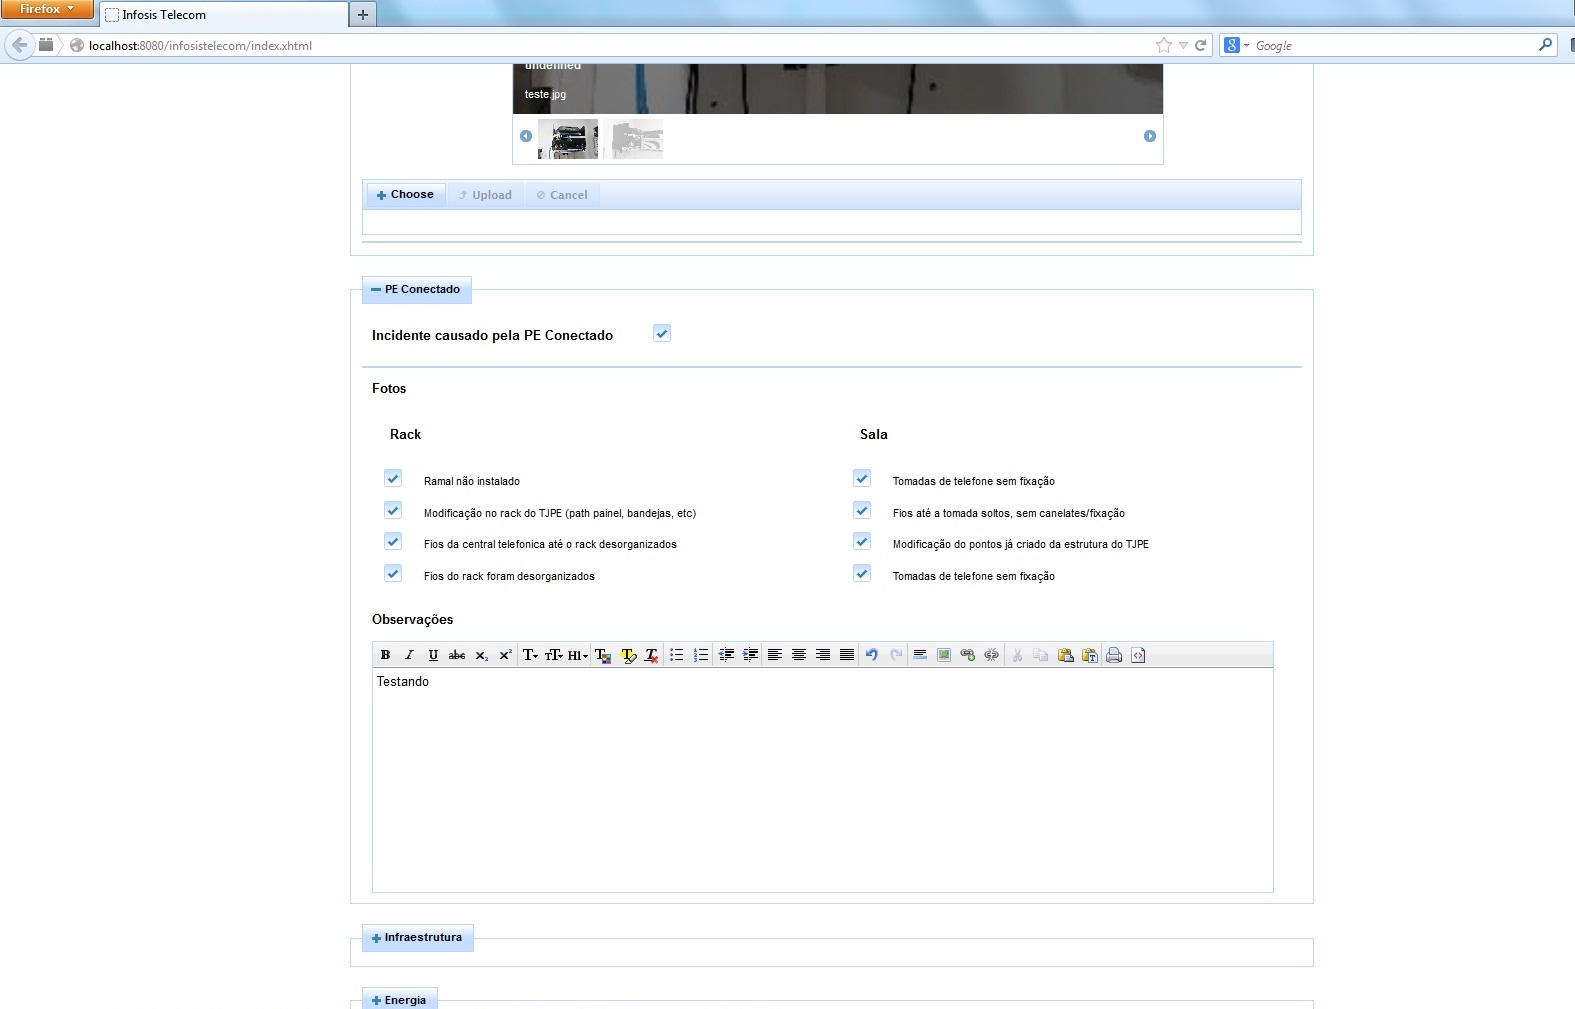 Firefox
Infosis Telecom
localhost:8080/infosistelecom/index.xhtml
Google
undefined
teste.jpg
Choose Upload Cancel
PE Conectado
Incidente causado pela PE Conectado
Fotos
Rack Sala
Ramal não instalado Tomadas de telefone sem fixação
Modificação no rack do TJPE (path painel, bandejas, etc) Fios até a tomada soltos, sem canelates/fixação
Fios da central telefonica até o rack desorganizados Modificação do pontos já criado da estrutura do TJPE
Fios do rack foram desorganizados Tomadas de telefone sem fixação
Observações
Testando
Infraestrutura
Energia